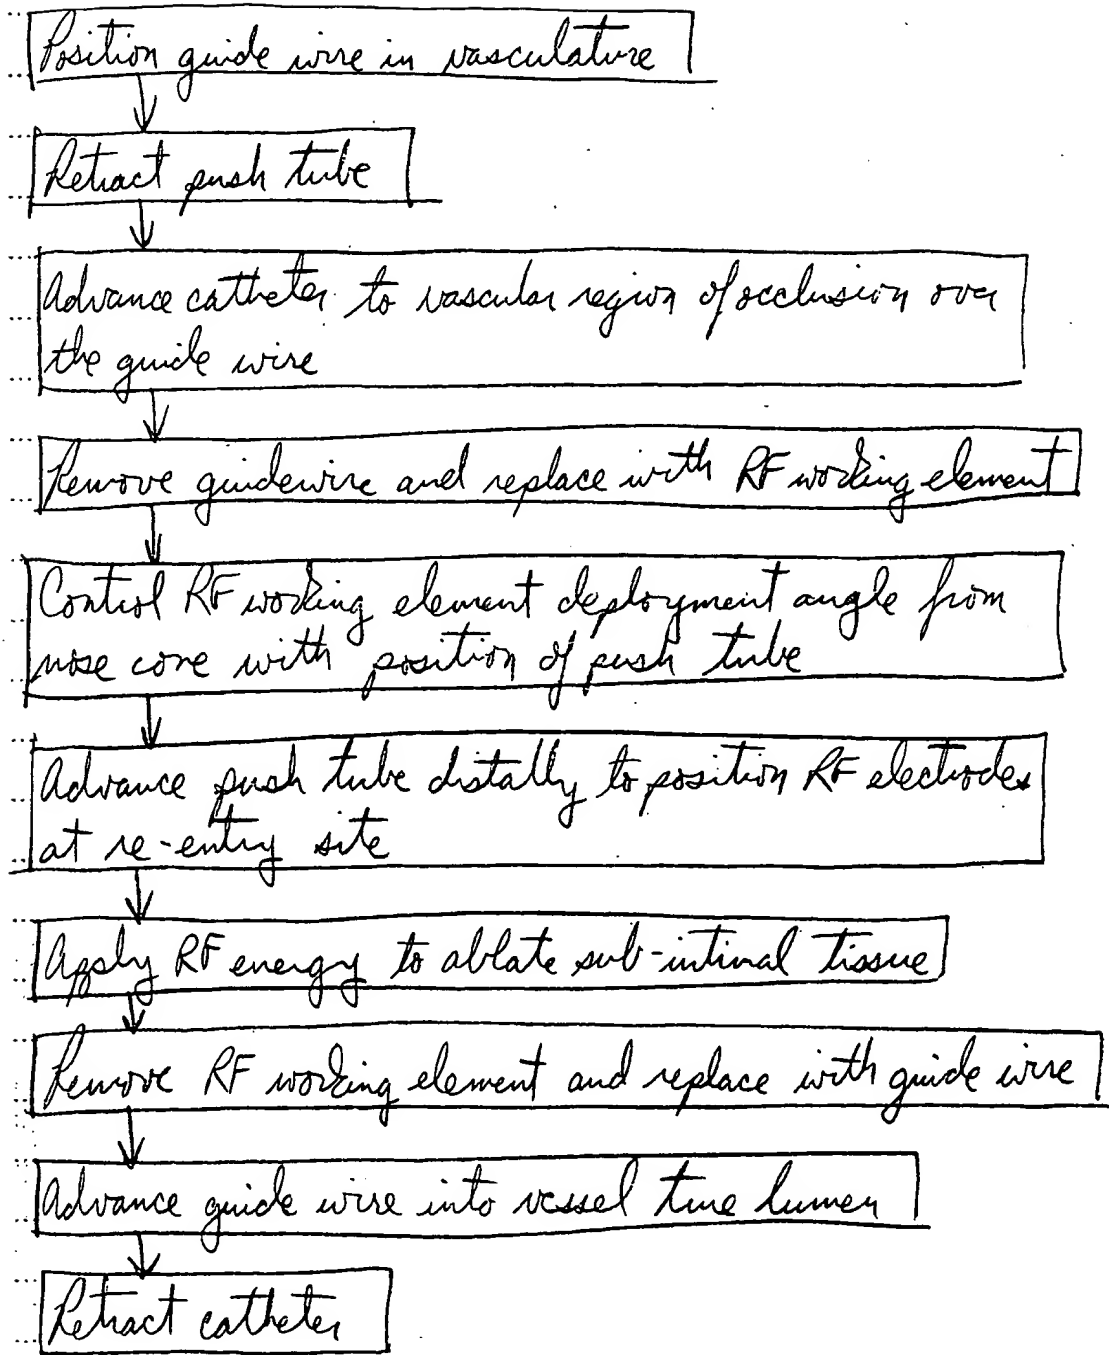 Position guide wire in vasculature
Retract push tube
Advance catheter to vascular region of occlusion over
the guide wire
Remove guidewire and replace with RF working element
Control RF working element deployment angle from
nose cone with position of push tube
Advance push tube distally to position RF electrodes
at re-entry site
Apply RF energy to ablate sub-intimal tissue
Remove RF working element and replace with guide wire
Advance guide wire into vessel true lumen
Retract catheter